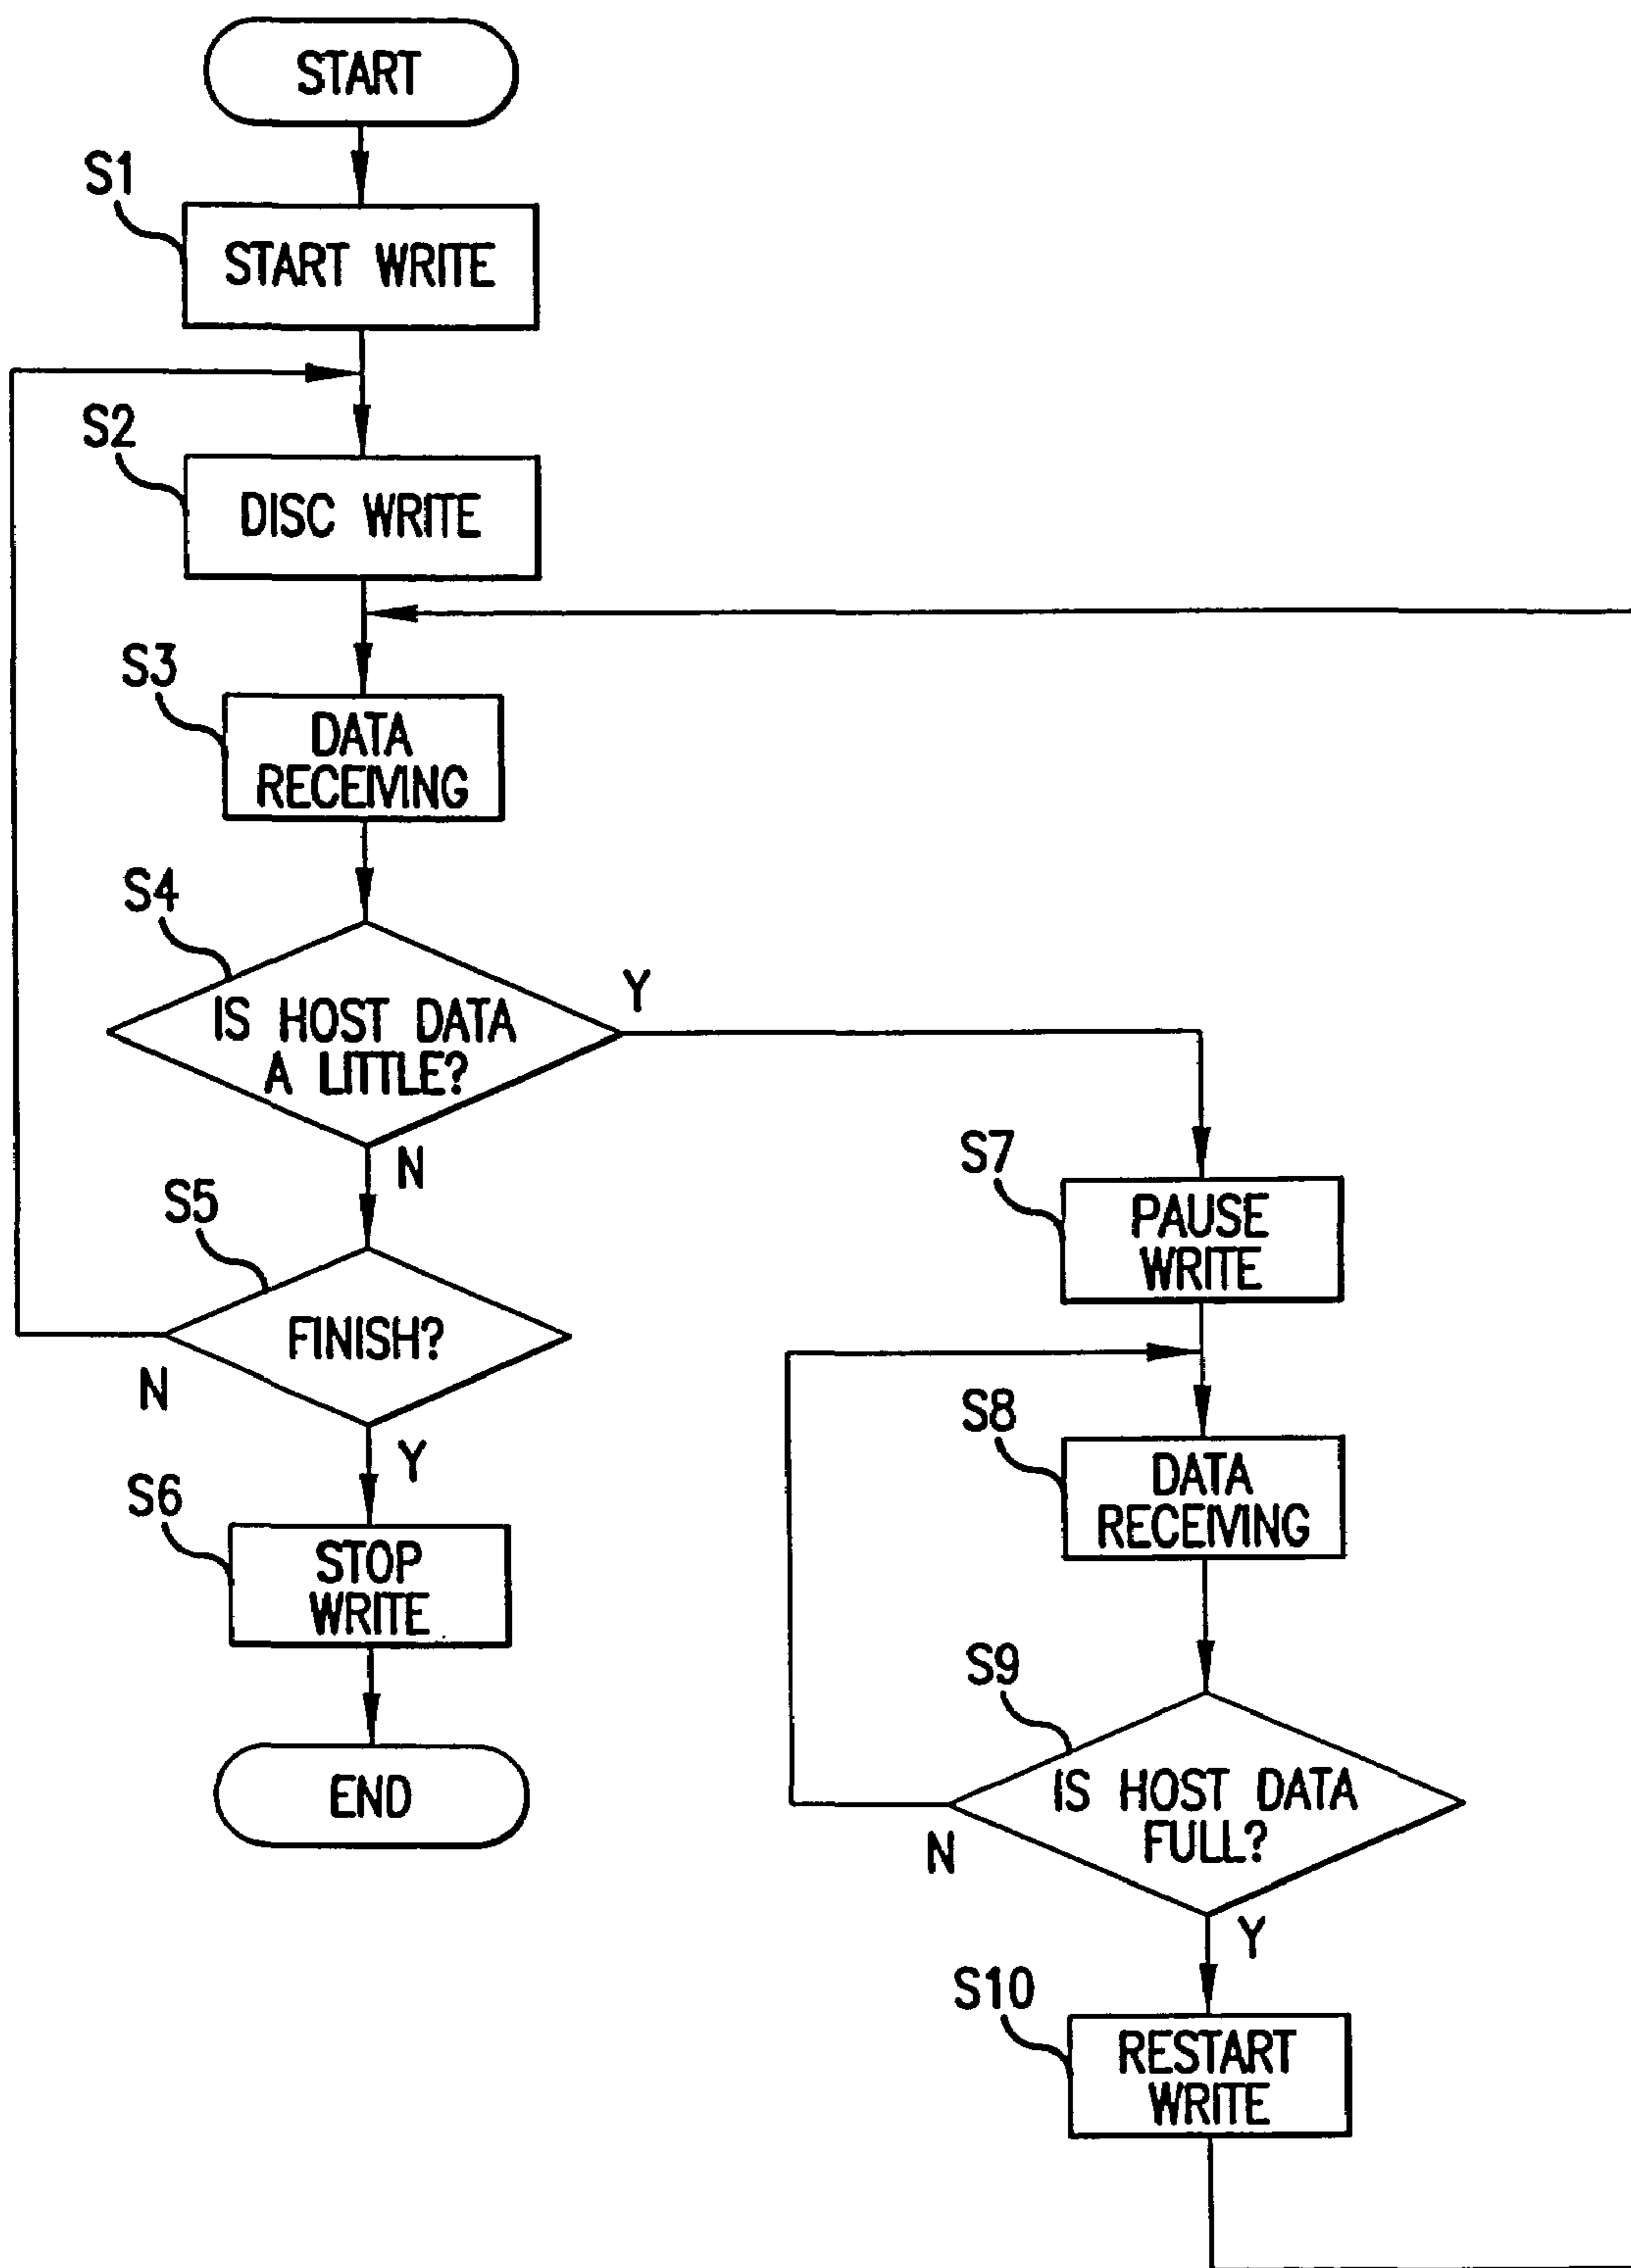 START
S1
START WRITE
S2
DISC WRITE
S3
DATA
RECEIVING
S4
IS HOST DATA
A LITTLE?
Y
N
S5
FINISH?
N
Y
S6
STOP
WRITE
END
S7
PAUSE
WRITE
S8
DATA
RECEIVING
S9
IS HOST DATA
FULL?
N
Y
S10
RESTART
WRITE